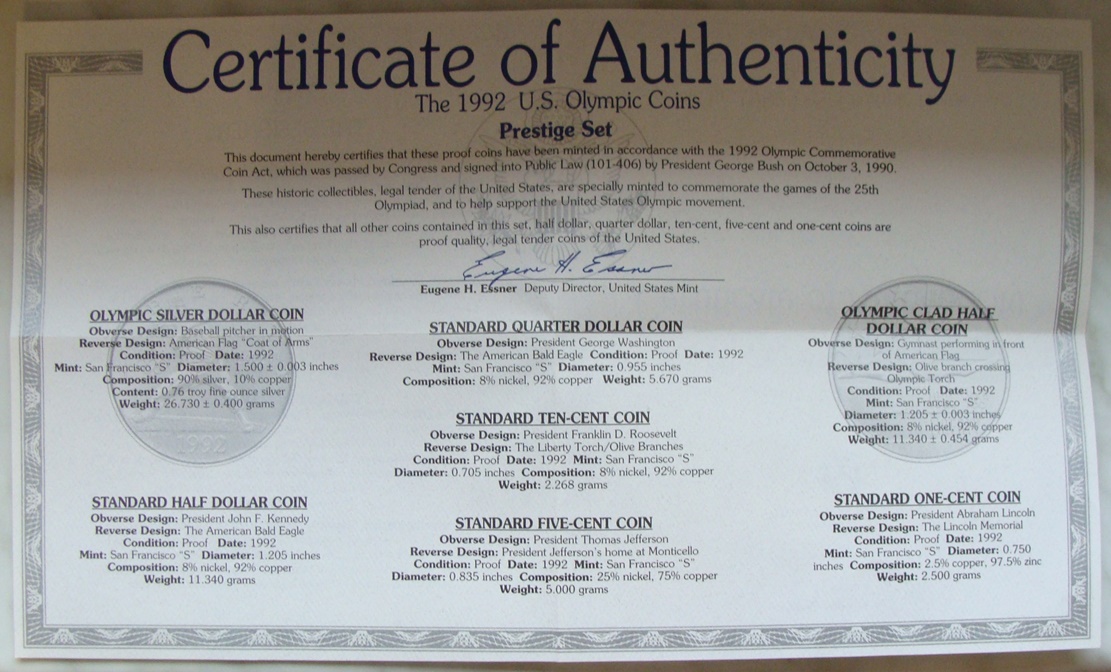 Certificate of Authenticity
The 1992 U.S. Olympic Coins
Prestige Set
This document hereby certifies that these proof coins have been minted in accordance with the 1992 Olympic Commemorative
Coin Act, which was passed by Congress and signed into Public Law (101-406) by President George Bush on October 3, 1990.
These historic collectibles, legal tender of the United States, are specially minted to commemorate the games of the 25th
Olympiad, and to help support the United States Olympic movement.
This also certifies that all other coins contained in this set, half dollar, quarter dollar, ten-cent, five-cent and one-cent coins are
proof quality, legal tender coins of the United States.
Eugene H. Essner
Eugene H. Essner Deputy Director, United States Mint
OLYMPIC SILVER DOLLAR COIN
Obverse Design: Baseball pitcher in motion
Reverse Design: American Flag "Coat of Arms"
Condition: Proof Date: 1992
Mint: San Francisco "S" Diameter: 1.500 ± 0.003 inches
Composition: 90% silver, 10% copper
Content: 0.76 troy fine ounce silver
Weight: 26.730 ± 0.400 grams
STANDARD HALF DOLLAR COIN
Obverse Design: President John F. Kennedy
Reverse Design: The American Bald Eagle
Condition: Proof Date: 1992
Mint: San Francisco "S" Diameter: 1.205 inches
Composition: 8% nickel, 92% copper
Weight: 11.340 grams
STANDARD QUARTER DOLLAR COIN
Obverse Design: President George Washington
Reverse Design: The American Bald Eagle Condition: Proof Date: 1992
Mint: San Francisco "S" Diameter: 0.955 inches
Composition: 8% nickel, 92% copper Weight: 5.670 grams
STANDARD TEN-CENT COIN
Obverse Design: President Franklin D. Roosevelt
Reverse Design: The Liberty Torch/Olive Branches
Condition: Proof Date: 1992 Mint: San Francisco "S"
Diameter: 0.705 inches Composition: 8% nickel, 92% copper
Weight: 2.268 grams
STANDARD FIVE-CENT COIN
Obverse Design: President Thomas Jefferson
Reverse Design: President Jefferson's home at Monticello
Condition: Proof Date: 1992 Mint: San Francisco "S"
Diameter: 0.835 inches Composition: 25% nickel, 75% copper
Weight: 5.000 grams
OLYMPIC CLAD HALF
DOLLAR COIN
Obverse Design: Gymnast performing in front
of American Flag
Reverse Design: Olive branch crossing
Olympic Torch
Condition: Proof Date: 1992
Mint: San Francisco "S"
Diameter: 1.205 ± 0.003 inches
Composition: 8% nickel, 92% copper
Weight: 11.340 ± 0.454 grams
STANDARD ONE-CENT COIN
Obverse Design: President Abraham Lincoln
Reverse Design: The Lincoln Memorial
Condition: Proof Date: 1992
Mint: San Francisco "S" Diameter: 0.750
inches Composition: 2.5% copper, 97.5% zinc
Weight: 2.500 grams